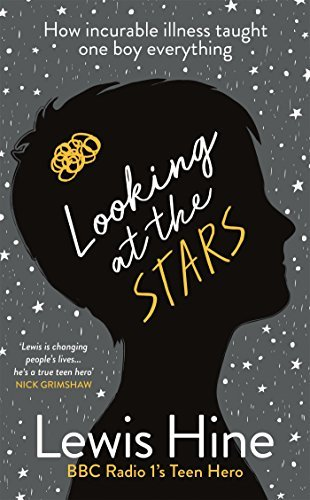 How incurable illness taught
one boy everything
Looking
at the
STARS
'Lewis is changing
people's lives...
he's a true teen hero'
NICK GRIMSHAW
Lewis Hine
BBC Radio 1's Teen Hero